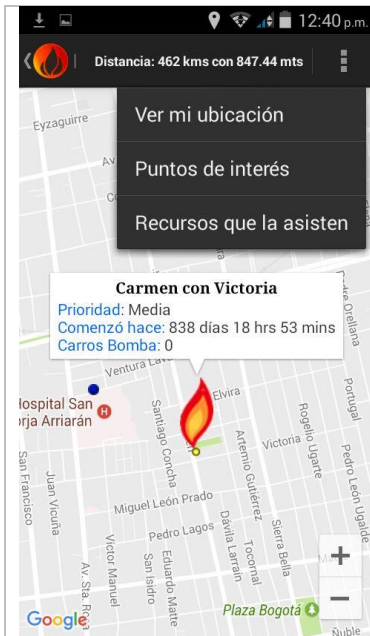 12:40 p.m.
Distancia: 462 kms con 847.44 mts
Ver mi ubicación
Puntos de interés
Recursos que la asisten
Eyzaguirre
Av
Carmen con Victoria
Prioridad: Media
Comenzó hace: 838 días 18 hrs 53 mins
Carros Bomba: 0
dre Orellana
Ventura Lav
Elvira
Portugal
Hospital San
rja Arriarán
H
Santiago Concha
Rogelio Ugarte
Victoria
Artemio Gutiérrez
San Francisco
Juan Vicuña
Pedro León Ugalde
Miguel León Prado
Pedro Lagos
Dávila Larraín
Sierra Bella
Tocornal
Victor Manuel
San Isidro
Eduardo Matte
Av. Sta. Rosa
+
−
Plaza Bogotá
Google
Ñuble